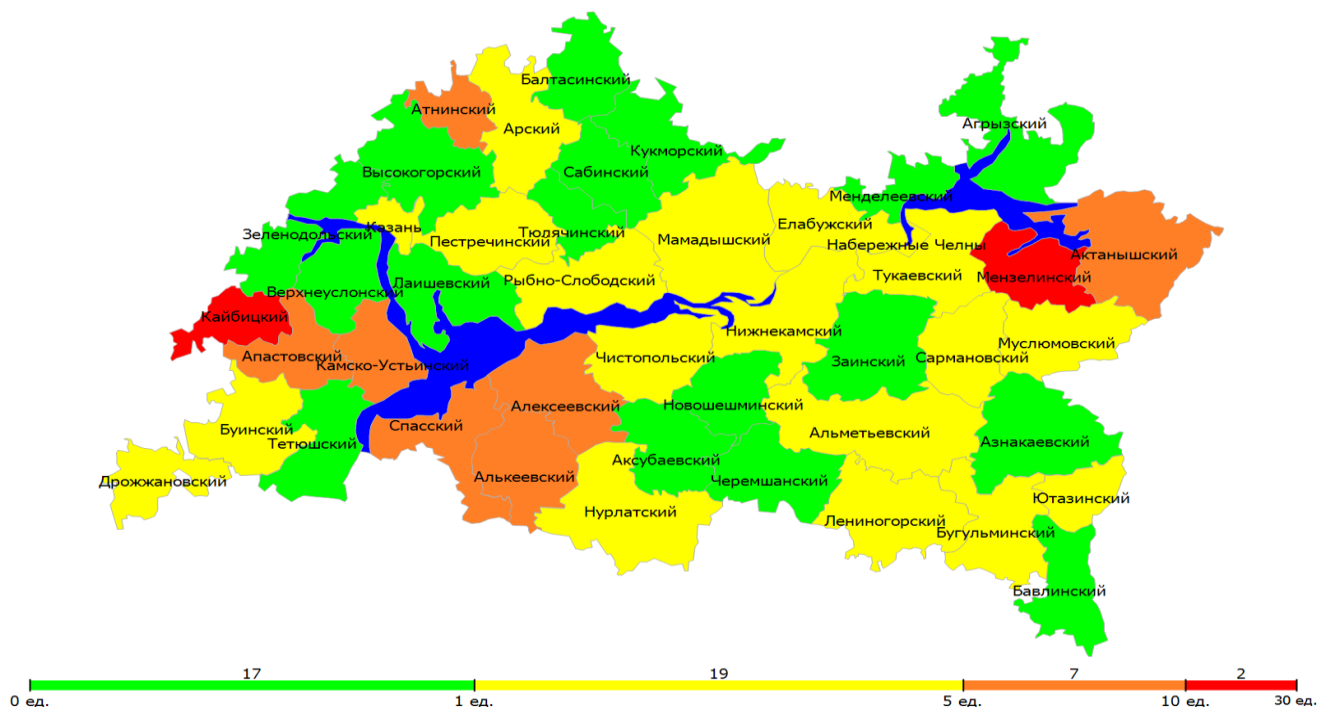 Балтасинский
Атнинский
Арский
Агрызский
Кукморский
Высокогорский
Сабинский
Менделеевский
Елабужский
Казань
Тюлячинский
Зеленодольский
Пестречинский
Мамадышский
Набережные Челны
Актанышский
Тукаевский
Мензелинский
Рыбно-Слободский
Лаишевский
Верхнеуслонский
Кайбицкий
Нижнекамский
Муслюмовский
Апастовский
Чистопольский
Сармановский
Заинский
Камско-Устьинский
Новошешминский
Алексеевский
Спасский
Буинский
Альметьевский
Азнакаевский
Тетюшский
Аксубаевский
Алькеевский
Дрожжановский
Черемшанский
Ютазинский
Нурлатский
Лениногорский
Бугульминский
Бавлинский
17 19 7 2
0 ед. 1 ед. 5 ед. 10 ед. 30 ед.